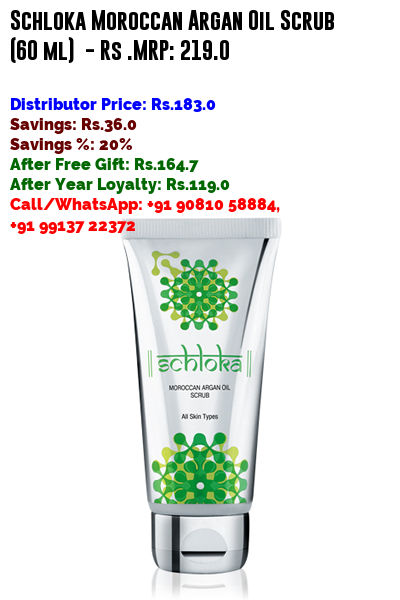 Schloka Moroccan Argan Oil Scrub
(60 ml) - Rs .MRP: 219.0
Distributor Price: Rs.183.0
Savings: Rs.36.0
Savings %: 20%
After Free Gift: Rs.164.7
After Year Loyalty: Rs.119.0
Call/WhatsApp: +91 90810 58884,
+91 99137 22372
schloka
MOROCCAN ARGAN OIL
SCRUB
All Skin Types